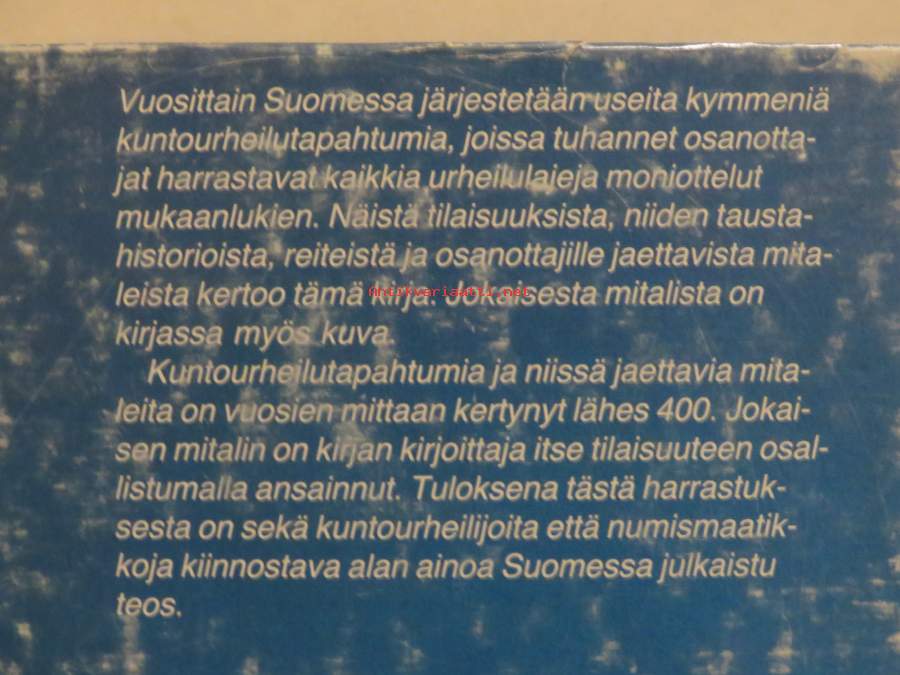 Vuosittain Suomessa järjestetään useita kymmeniä
kuntourheilutapahtumia, joissa tuhannet osanotta-
jat harrastavat kaikkia urheilulajeja moniottelut
mukaanlukien. Näistä tilaisuuksista, niiden tausta-
historioista, reiteistä ja osanottajille jaettavista mita-
leista kertoo tämä mitalista on
Antikvariaatti.net
kirjassa myös kuva.
Kuntourheilutapahtumia ja niissä jaettavia mita-
leita on vuosien mittaan kertynyt lähes 400. Jokai-
sen mitalin on kirjan kirjoittaja itse tilaisuuteen osal-
listumalla ansainnut. Tuloksena tästä harrastuk-
sesta on sekä kuntourheilijoita että numismaatik-
koja kiinnostava alan ainoa Suomessa julkaistu
teos.